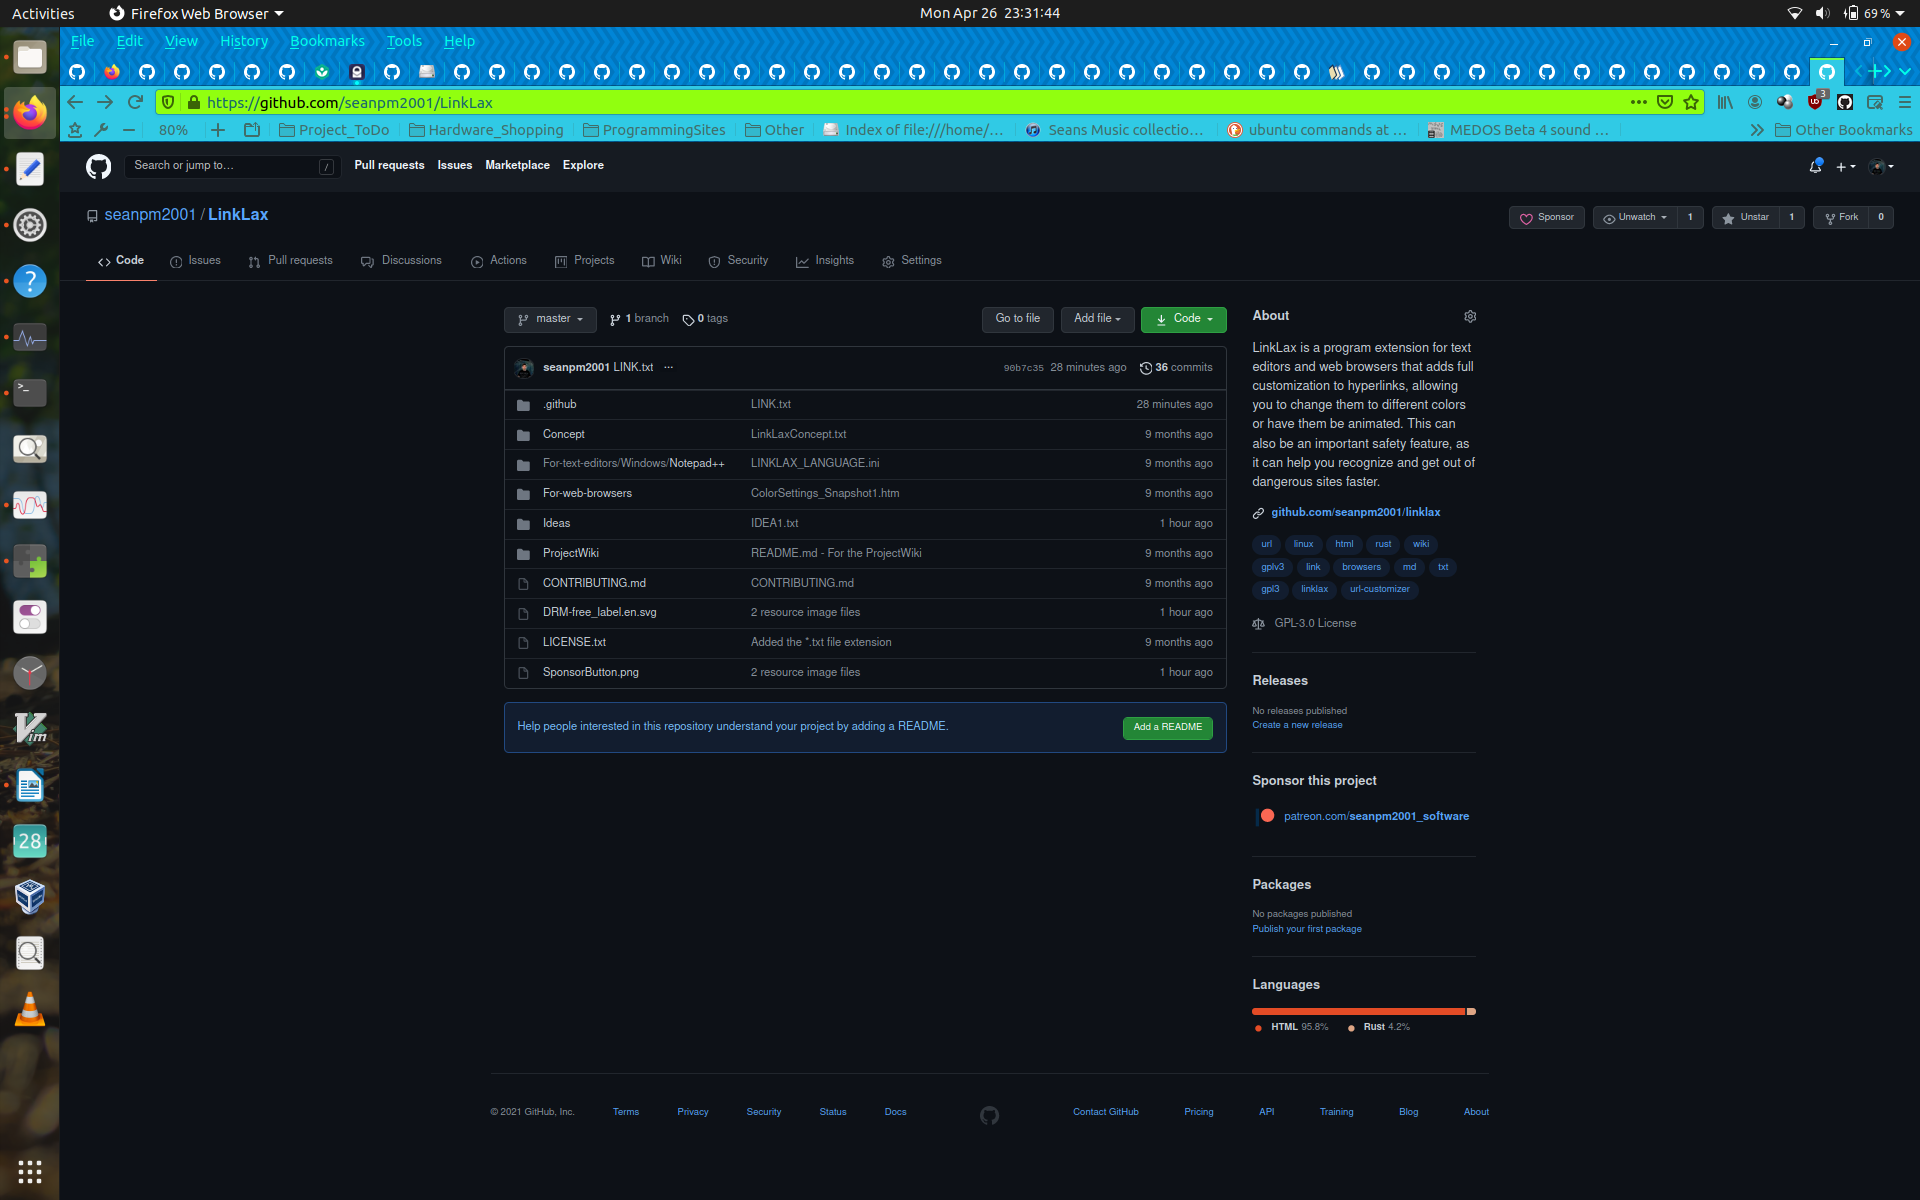 Activities Firefox Web Browser Mon Apr 26 23:31:44 69 %
File Edit View History Bookmarks Tools Help
https://github.com/seanpm2001/LinkLax 3
80% Project_ToDo Hardware_Shopping ProgrammingSites Other Index of file:///home/... Seans Music collectio... ubuntu commands at ... MEDOS Beta 4 sound ... Other Bookmarks
Search or jump to... / Pull requests Issues Marketplace Explore
seanpm2001 / LinkLax Sponsor Unwatch 1 Unstar 1 Fork 0
Code Issues Pull requests Discussions Actions Projects Wiki Security Insights Settings
master 1 branch 0 tags Go to file Add file Code
seanpm2001 LINK.txt ... 90b7c35 28 minutes ago 36 commits
.github LINK.txt 28 minutes ago
Concept LinkLaxConcept.txt 9 months ago
For-text-editors/Windows/Notepad++ LINKLAX_LANGUAGE.ini 9 months ago
For-web-browsers ColorSettings_Snapshot1.htm 9 months ago
Ideas IDEA1.txt 1 hour ago
ProjectWiki README.md - For the ProjectWiki 9 months ago
CONTRIBUTING.md CONTRIBUTING.md 9 months ago
DRM-free_label.en.svg 2 resource image files 1 hour ago
LICENSE.txt Added the *.txt file extension 9 months ago
SponsorButton.png 2 resource image files 1 hour ago
Help people interested in this repository understand your project by adding a README. Add a README
About
LinkLax is a program extension for text
editors and web browsers that adds full
customization to hyperlinks, allowing
you to change them to different colors
or have them be animated. This can
also be an important safety feature, as
it can help you recognize and get out of
dangerous sites faster.
github.com/seanpm2001/linklax
url linux html rust wiki
gplv3 link browsers md txt
gpl3 linklax url-customizer
GPL-3.0 License
Releases
No releases published
Create a new release
Sponsor this project
patreon.com/seanpm2001_software
Packages
No packages published
Publish your first package
Languages
HTML 95.8% Rust 4.2%
© 2021 GitHub, Inc. Terms Privacy Security Status Docs Contact GitHub Pricing API Training Blog About
?
>_
Vim
28